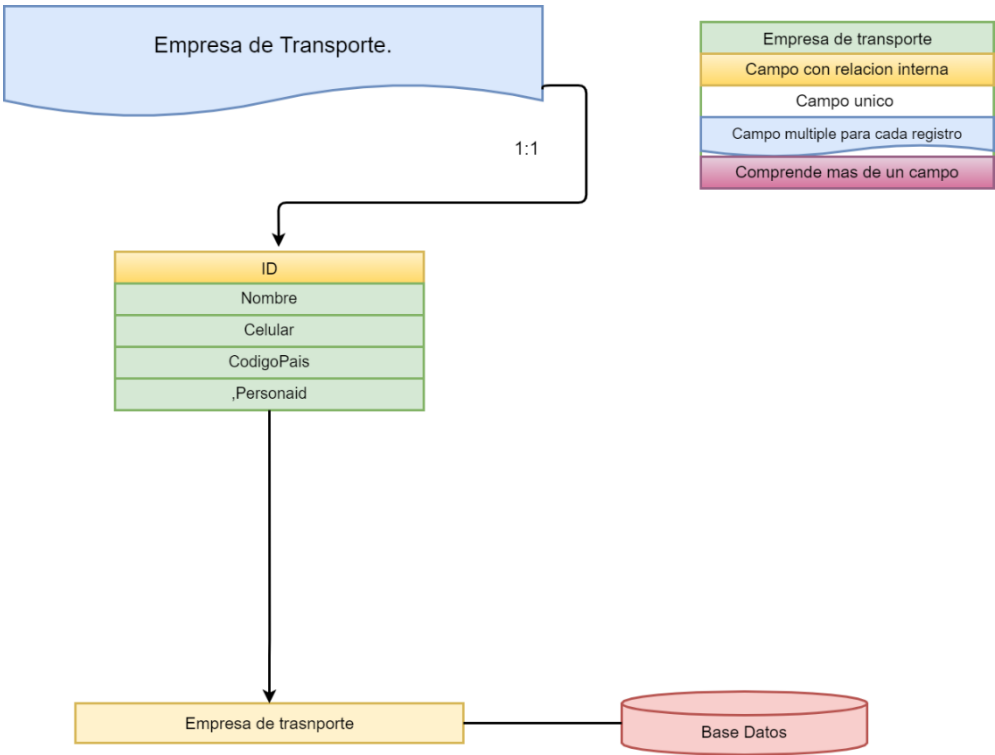 Empresa de Transporte.
Empresa de transporte
Campo con relacion interna
Campo unico
Campo multiple para cada registro
Comprende mas de un campo
1:1
ID
Nombre
Celular
CodigoPais
,Personaid
Empresa de trasnporte
Base Datos